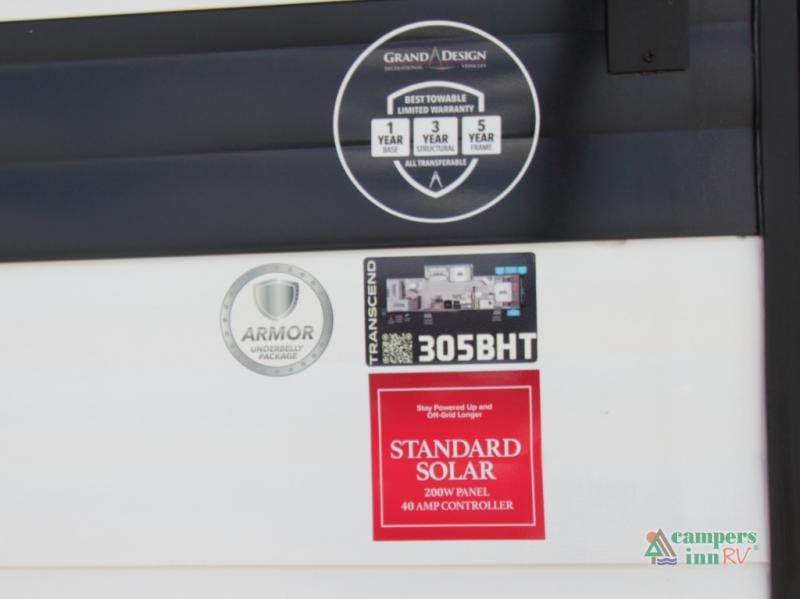 GRAND DESIGN
RECREATIONAL VEHICLES
BEST TOWABLE
LIMITED WARRANTY
1 YEAR BASE
3 YEAR STRUCTURAL
5 YEAR FRAME
ALL TRANSFERABLE
ARMOR
UNDERBELLY
PACKAGE
TRANSCEND
305BHT
Stay Powered Up and
Off-Grid Longer
STANDARD
SOLAR
200W PANEL
40 AMP CONTROLLER
campers
inn RV®